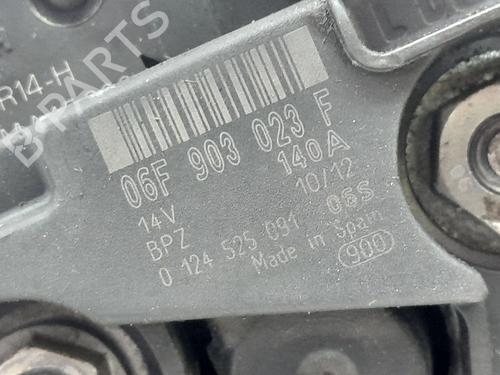 R14-H
06F 903 023 F
14V 140A
BPZ 10/12
0 124 525 091 06S
Made in Spain
900
B-PARTS